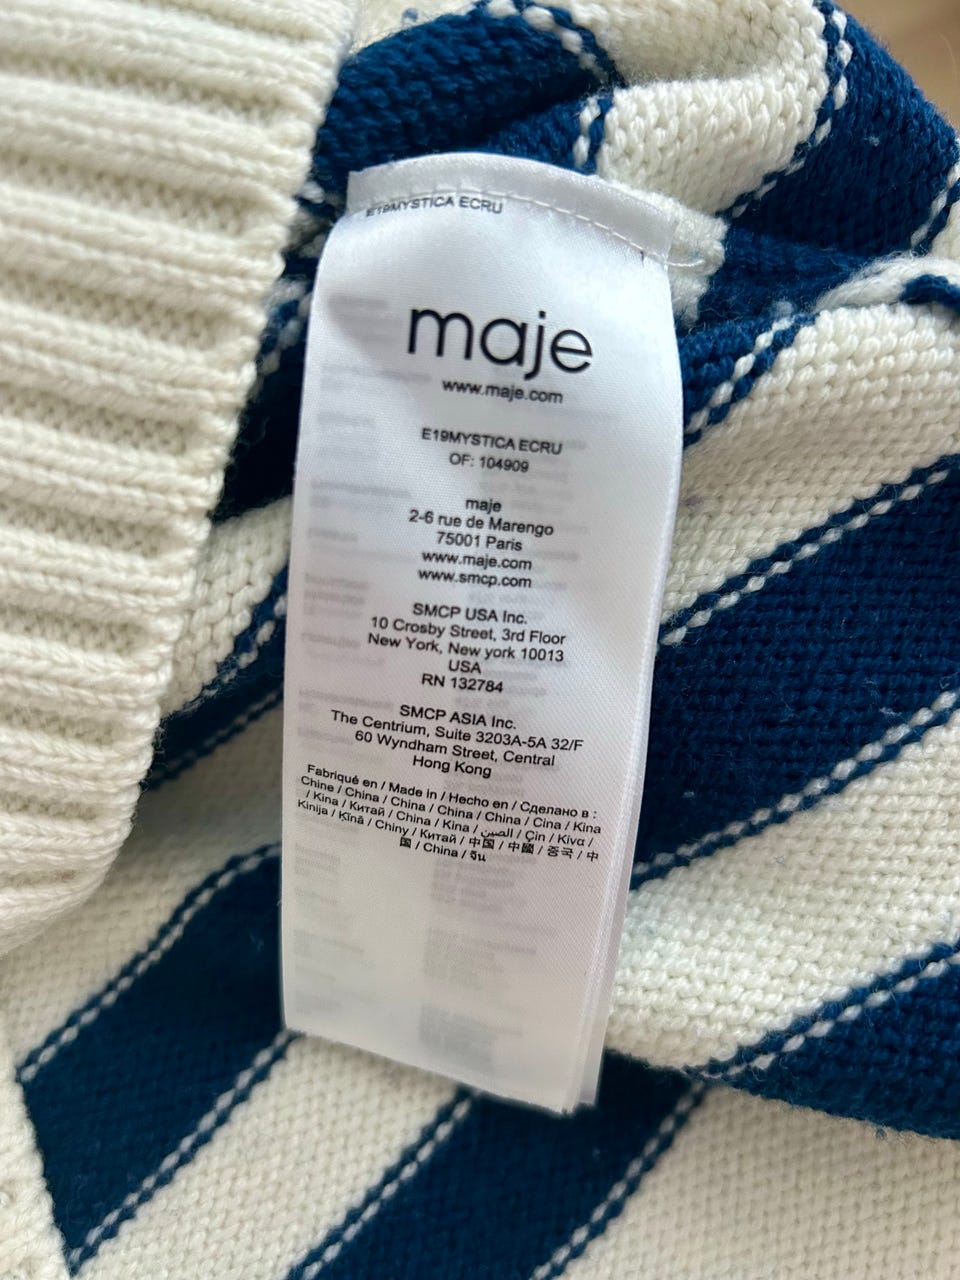 E19MYSTICA ECRU
maje
www.maje.com
E19MYSTICA ECRU
OF: 104909
maje
2-6 rue de Marengo
75001 Paris
www.maje.com
www.smcp.com
SMCP USA Inc.
10 Crosby Street, 3rd Floor
New York, New york 10013
USA
RN 132784
SMCP ASIA Inc.
The Centrium, Suite 3203A-5A 32/F
60 Wyndham Street, Central
Hong Kong
Fabriqué en / Made in / Hecho en / Сделано в :
Chine / China / China / China / China / Cina / Kina
/ Kina / Китай / China / Kina / الصين / Çin / Κίνα /
Kinija / Ķīnā / Chiny / Китай / 中国 / 中國 / 중국 / 中
国 / China / จีน